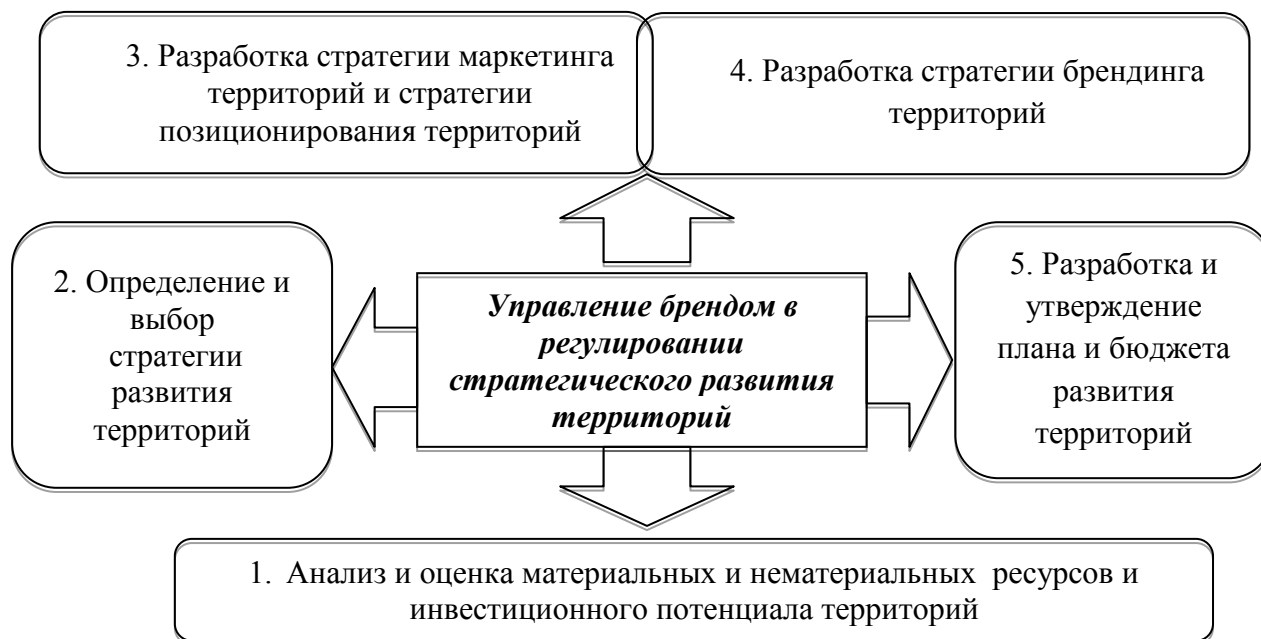 3. Разработка стратегии маркетинга
территорий и стратегии
позиционирования территорий
4. Разработка стратегии брендинга
территорий
2. Определение и
выбор
стратегии
развития
территорий
Управление брендом в
регулировании
стратегического развития
территорий
5. Разработка и
утверждение
плана и бюджета
развития
территорий
1. Анализ и оценка материальных и нематериальных ресурсов и
инвестиционного потенциала территорий